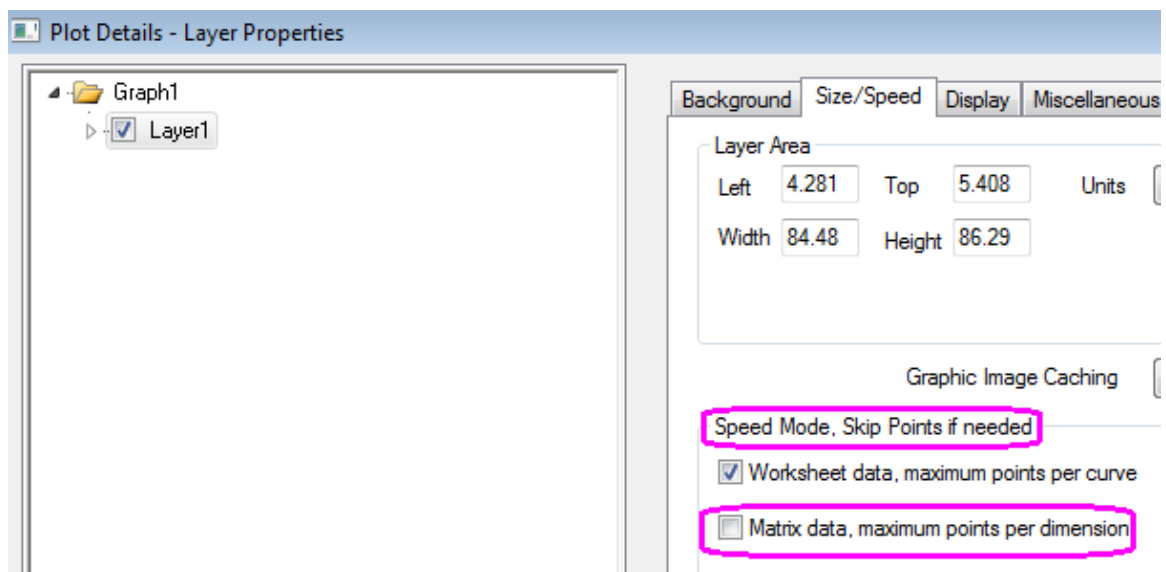 Plot Details - Layer Properties
Graph1
Layer1
Background Size/Speed Display Miscellaneous
Layer Area
Left 4.281 Top 5.408 Units
Width 84.48 Height 86.29
Graphic Image Caching
Speed Mode, Skip Points if needed
Worksheet data, maximum points per curve
Matrix data, maximum points per dimension